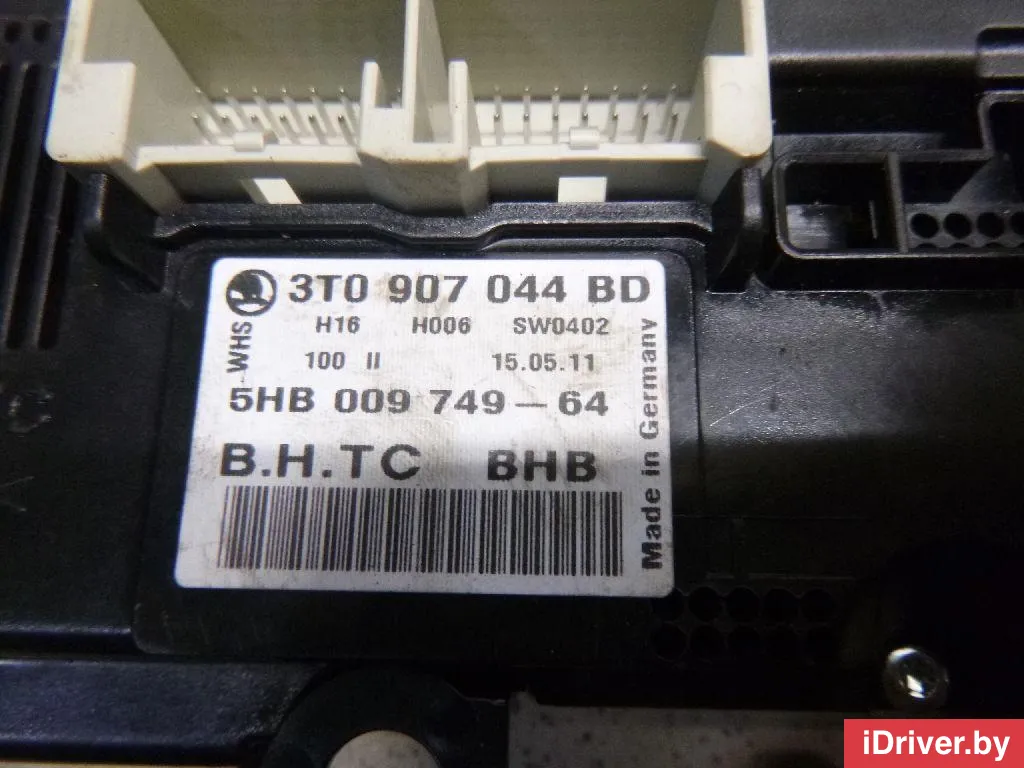 3T0 907 044 BD
H16 H006 SW0402
100 II 15.05.11
5HB 009 749-64
B.H.TC BHB
I-WHS
Made in Germany
iDriver.by